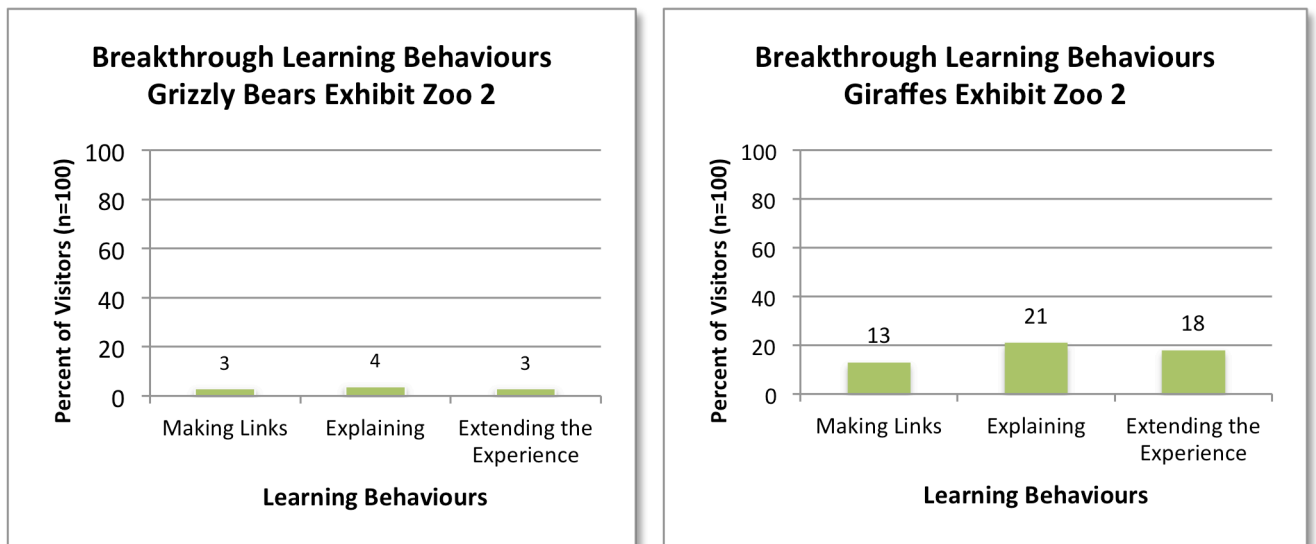 Breakthrough Learning Behaviours
Grizzly Bears Exhibit Zoo 2
Percent of Visitors (n=100)
100
80
60
40
20
0
3
4
3
Making Links
Explaining
Extending the
Experience
Learning Behaviours
Breakthrough Learning Behaviours
Giraffes Exhibit Zoo 2
Percent of Visitors (n=100)
100
80
60
40
20
0
13
21
18
Making Links
Explaining
Extending the
Experience
Learning Behaviours